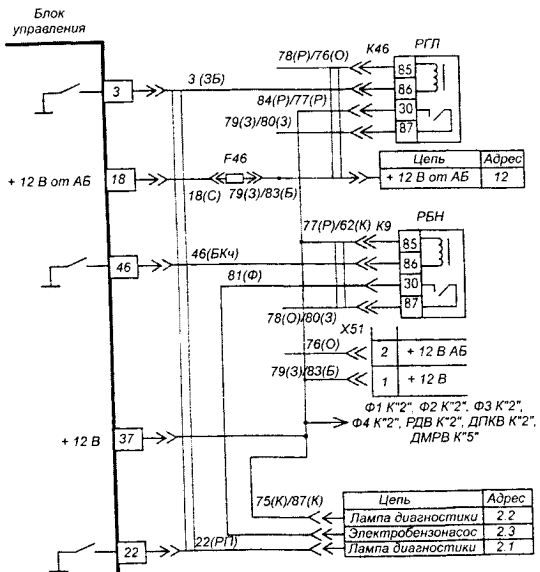 Блок
управления
78(Р)/76(О) К46 РГЛ
3 3 (ЗБ) 85
86
84(Р)/77(Р) 30
79(З)/80(З) 87
F46
+ 12 В от АБ 18
18(С) 79(З)/83(Б)
Цепь Адрес
+ 12 В от АБ 12
77(Р)/62(К) К9 РБН
85
46 46(БКч) 86
81(Ф) 30
87
78(О)/80(З)
Х51
76(О) 2 + 12 В АБ
79(З)/83(Б) 1 + 12 В
Ф1 К"2", Ф2 К"2", Ф3 К"2",
Ф4 К"2", РДВ К"2", ДПКВ К"2",
ДМРВ К"5"
+ 12 В 37
75(К)/87(К)
Цепь Адрес
Лампа диагностики 2.2
Электробензонасос 2.3
22 22(РП) Лампа диагностики 2.1